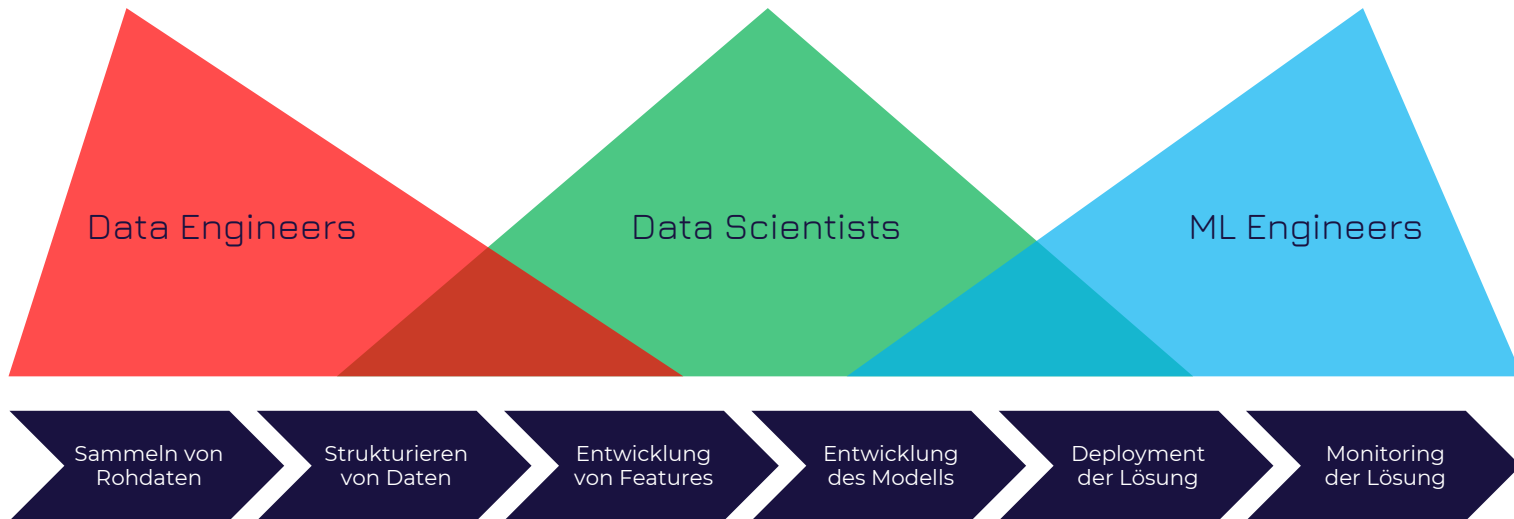 Data Engineers
Data Scientists
ML Engineers
Sammeln von
Rohdaten
Strukturieren
von Daten
Entwicklung
von Features
Entwicklung
des Modells
Deployment
der Lösung
Monitoring
der Lösung